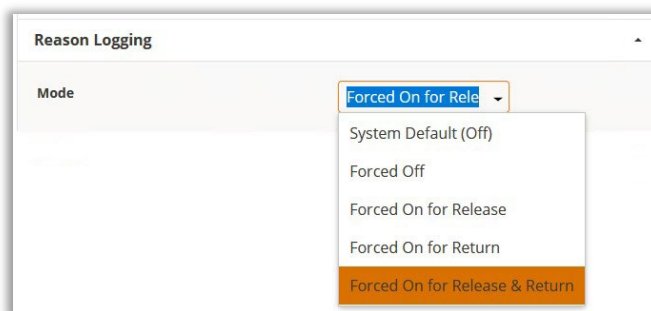 Reason Logging
Mode
Forced On for Rele
System Default (Off)
Forced Off
Forced On for Release
Forced On for Return
Forced On for Release & Return